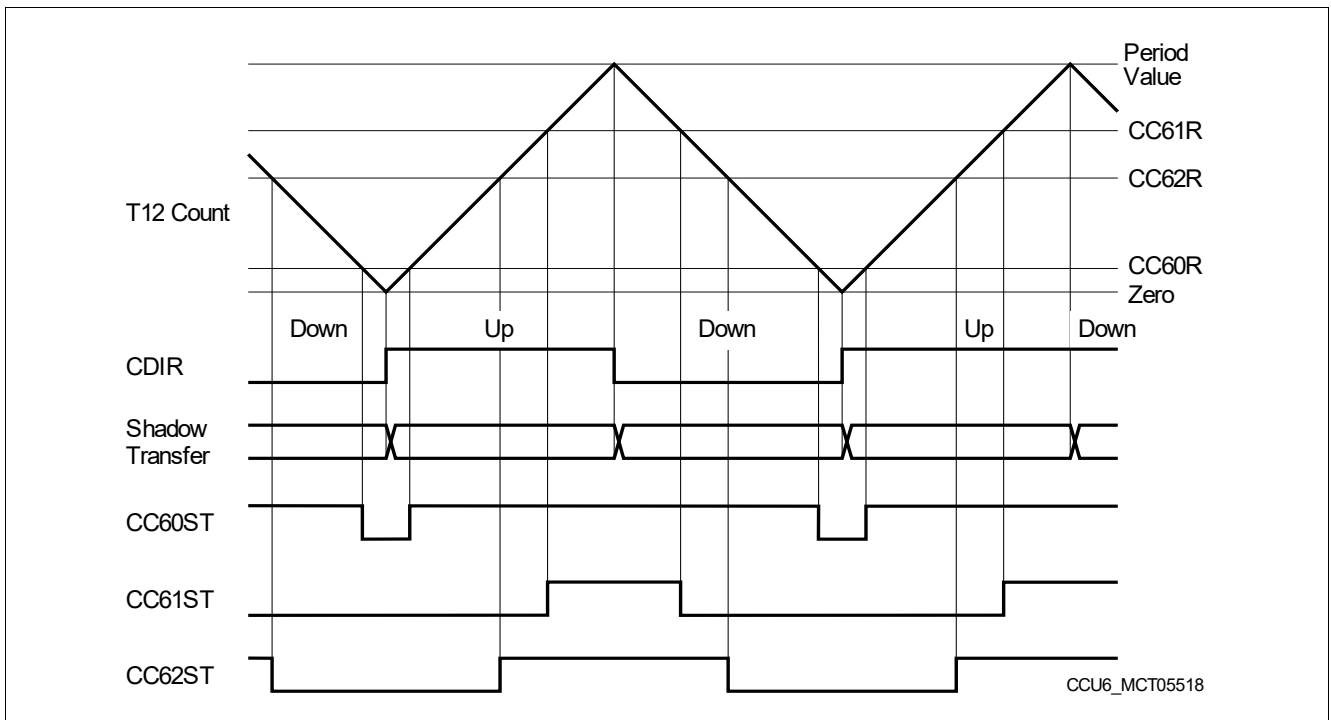 Period
Value
CC61R
CC62R
T12 Count
CC60R
Zero
Down Up Down Up Down
CDIR
Shadow
Transfer
CC60ST
CC61ST
CC62ST
CCU6_MCT05518